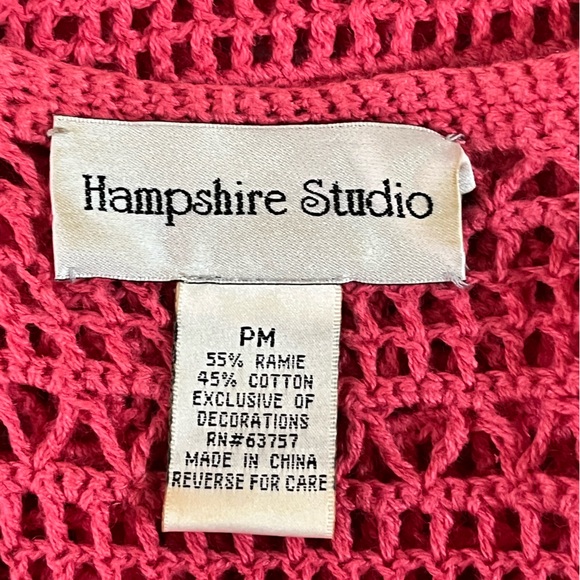 Hampshire Studio
PM
55% RAMIE
45% COTTON
EXCLUSIVE OF
DECORATIONS
RN#63757
MADE IN CHINA
REVERSE FOR CARE